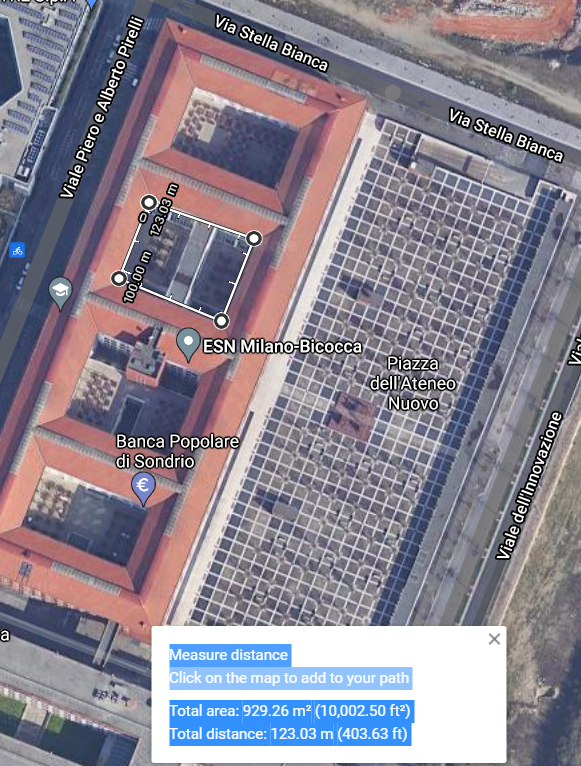 Via Stella Bianca
Viale Piero e Alberto Pirelli
Via Stella Bianca
0
123.03 m
100.00 m
ESN Milano-Bicocca
Piazza
dell'Ateneo
Nuovo
Banca Popolare
di Sondrio
€
Viale dell'Innovazione
a
Measure distance
Click on the map to add to your path
Total area: 929.26 m² (10,002.50 ft²)
Total distance: 123.03 m (403.63 ft)